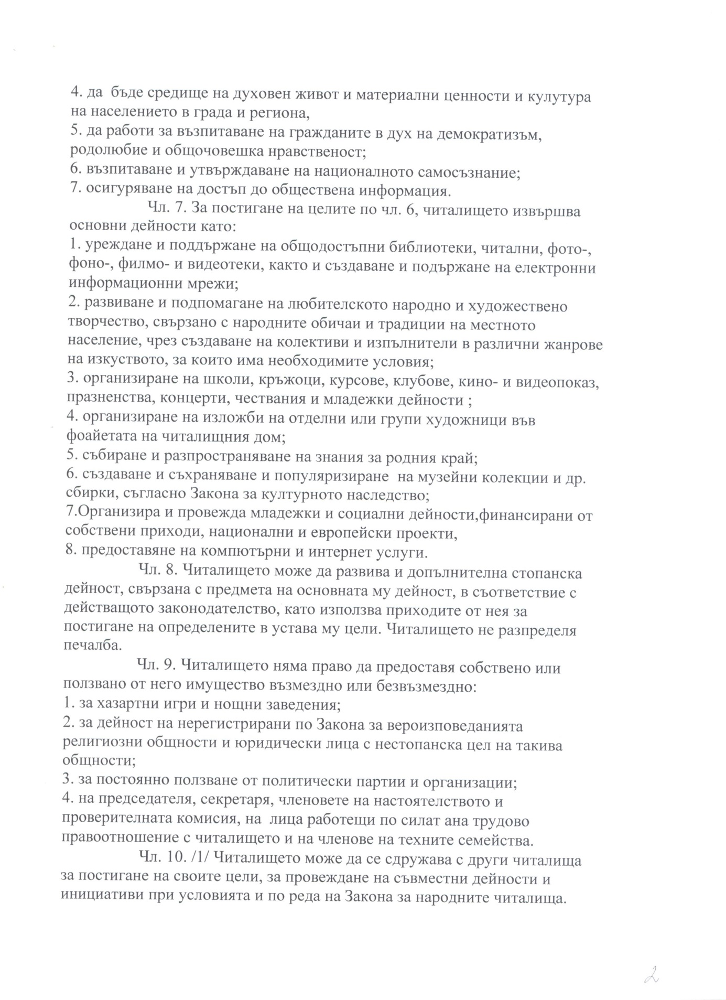 4. да  бъде средище на духовен живот и материални ценности и кулутура
на населението в града и региона,
5. да работи за възпитаване на гражданите в дух на демократизъм,
родолюбие и общочовешка нравственост;
6. възпитаване и утвърждаване на националното самосъзнание;
7. осигуряване на достъп до обществена информация.
Чл. 7. За постигане на целите по чл. 6, читалището извършва
основни дейности като:
1. уреждане и поддържане на общодостъпни библиотеки, читални, фото-,
фоно-, филмо- и видеотеки, както и създаване и подържане на електронни
информационни мрежи;
2. развиване и подпомагане на любителското народно и художествено
творчество, свързано с народните обичаи и традиции на местното
население, чрез създаване на колективи и изпълнители в различни жанрове
на изкуството, за които има необходимите условия;
3. организиране на школи, кръжоци, курсове, клубове, кино- и видеопоказ,
празненства, концерти, чествания и младежки дейности ;
4. организиране на изложби на отделни или групи художници във
фоайетата на читалищния дом;
5. събиране и разпространяване на знания за родния край;
6. създаване и съхраняване и популяризиране  на музейни колекции и др.
сбирки, съгласно Закона за културното наследство;
7.Организира и провежда младежки и социални дейности,финансирани от
собствени приходи, национални и европейски проекти,
8. предоставяне на компютърни и интернет услуги.
Чл. 8. Читалището може да развива и допълнителна стопанска
дейност, свързана с предмета на основната му дейност, в съответствие с
действащото законодателство, като използва приходите от нея за
постигане на определените в устава му цели. Читалището не разпределя
печалба.
Чл. 9. Читалището няма право да предоставя собствено или
ползвано от него имущество възмездно или безвъзмездно:
1. за хазартни игри и нощни заведения;
2. за дейност на нерегистрирани по Закона за вероизповеданията
религиозни общности и юридически лица с нестопанска цел на такива
общности;
3. за постоянно ползване от политически партии и организации;
4. на председателя, секретаря, членовете на настоятелството и
проверителната комисия, на  лица работещи по силат ана трудово
правоотношение с читалището и на членове на техните семейства.
Чл. 10. /1/ Читалището може да се сдружава с други читалища
за постигане на своите цели, за провеждане на съвместни дейности и
инициативи при условията и по реда на Закона за народните читалища.
2